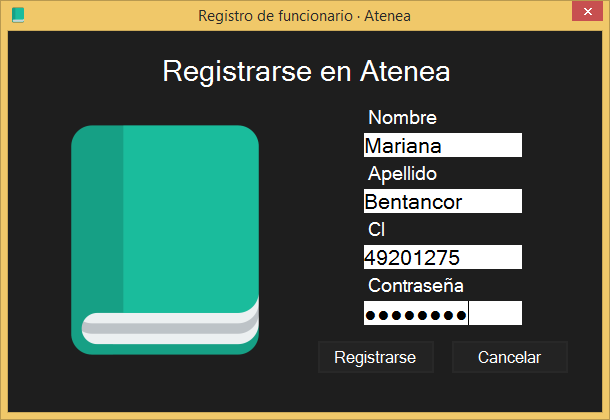 Registro de funcionario · Atenea
Registrarse en Atenea
Nombre
Mariana
Apellido
Bentancor
CI
49201275
Contraseña
●●●●●●●●
Registrarse
Cancelar